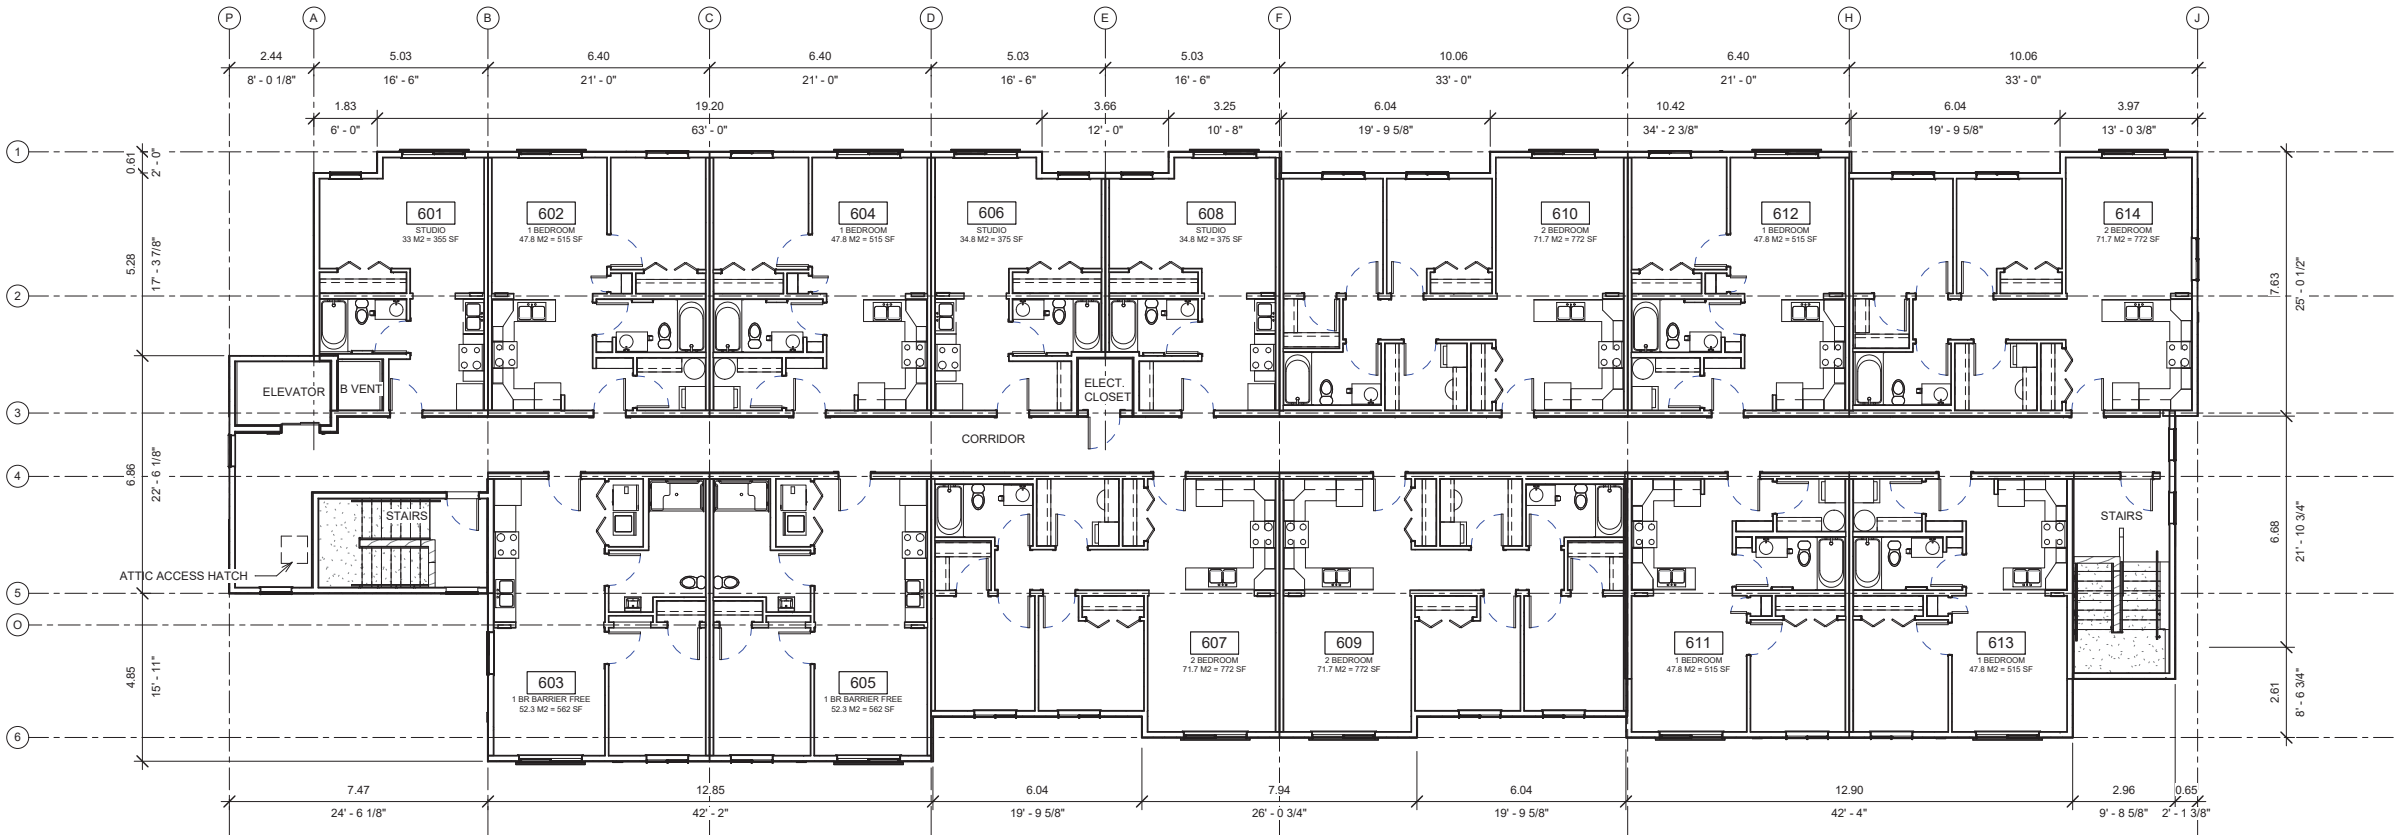 P A B C D E F G H J
2.44 5.03 6.40 6.40 5.03 5.03 10.06 6.40 10.06
8' - 0 1/8" 16' - 6" 21' - 0" 21' - 0" 16' - 6" 16' - 6" 33' - 0" 21' - 0" 33' - 0"
1.83 19.20 3.66 3.25 6.04 10.42 6.04 3.97
6' - 0" 63' - 0" 12' - 0" 10' - 8" 19' - 9 5/8" 34' - 2 3/8" 19' - 9 5/8" 13' - 0 3/8"
1
0.61
2' - 0"
601
STUDIO
33 M2 = 355 SF
602
1 BEDROOM
47.8 M2 = 515 SF
604
1 BEDROOM
47.8 M2 = 515 SF
606
STUDIO
34.8 M2 = 375 SF
608
STUDIO
34.8 M2 = 375 SF
610
2 BEDROOM
71.7 M2 = 772 SF
612
1 BEDROOM
47.8 M2 = 515 SF
614
2 BEDROOM
71.7 M2 = 772 SF
5.28
17' - 3 7/8"
7.63
25' - 0 1/2"
2
ELEVATOR
B VENT
ELECT.
CLOSET
3
CORRIDOR
6.86
22' - 6 1/8"
4
STAIRS
STAIRS
6.68
21' - 10 3/4"
ATTIC ACCESS HATCH
5
O
4.85
15' - 11"
603
1 BR BARRIER FREE
52.3 M2 = 562 SF
605
1 BR BARRIER FREE
52.3 M2 = 562 SF
607
2 BEDROOM
71.7 M2 = 772 SF
609
2 BEDROOM
71.7 M2 = 772 SF
611
1 BEDROOM
47.8 M2 = 515 SF
613
1 BEDROOM
47.8 M2 = 515 SF
2.61
8' - 6 3/4"
6
7.47 12.85 6.04 7.94 6.04 12.90 2.96 0.65
24' - 6 1/8" 42' - 2" 19' - 9 5/8" 26' - 0 3/4" 19' - 9 5/8" 42' - 4" 9' - 8 5/8" 2' - 1 3/8"